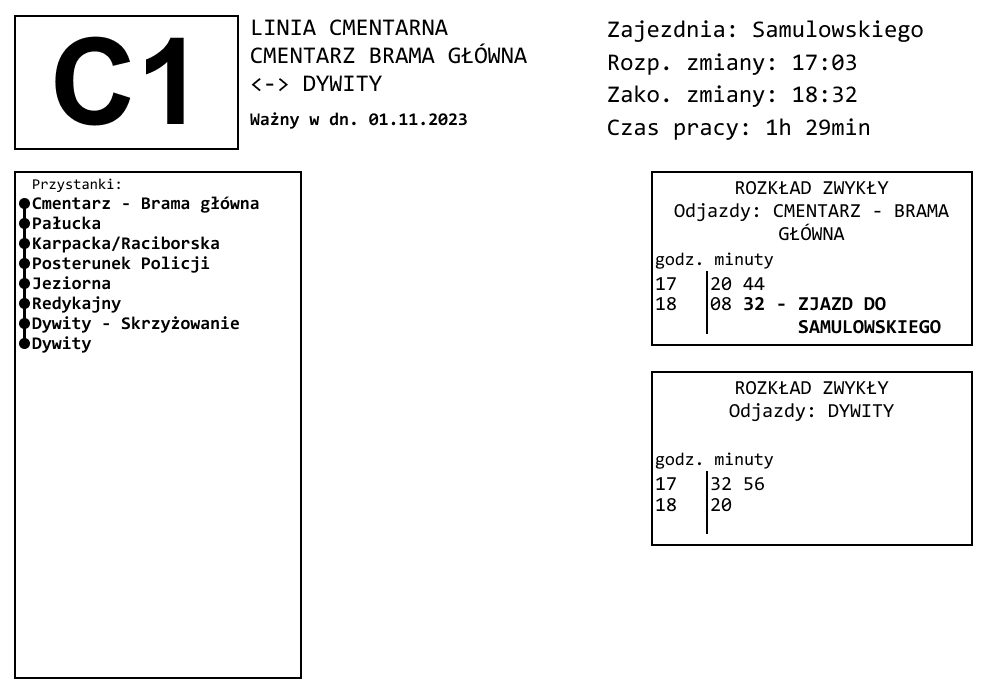 C1
LINIA CMENTARNA
CMENTARZ BRAMA GŁÓWNA
<-> DYWITY
Ważny w dn. 01.11.2023
Zajezdnia: Samulowskiego
Rozp. zmiany: 17:03
Zako. zmiany: 18:32
Czas pracy: 1h 29min
Przystanki:
Cmentarz - Brama główna
Pałucka
Karpacka/Raciborska
Posterunek Policji
Jeziorna
Redykajny
Dywity - Skrzyżowanie
Dywity
ROZKŁAD ZWYKŁY
Odjazdy: CMENTARZ - BRAMA
GŁÓWNA
godz. minuty
17 20 44
18 08 32 - ZJAZD DO
SAMULOWSKIEGO
ROZKŁAD ZWYKŁY
Odjazdy: DYWITY
godz. minuty
17 32 56
18 20